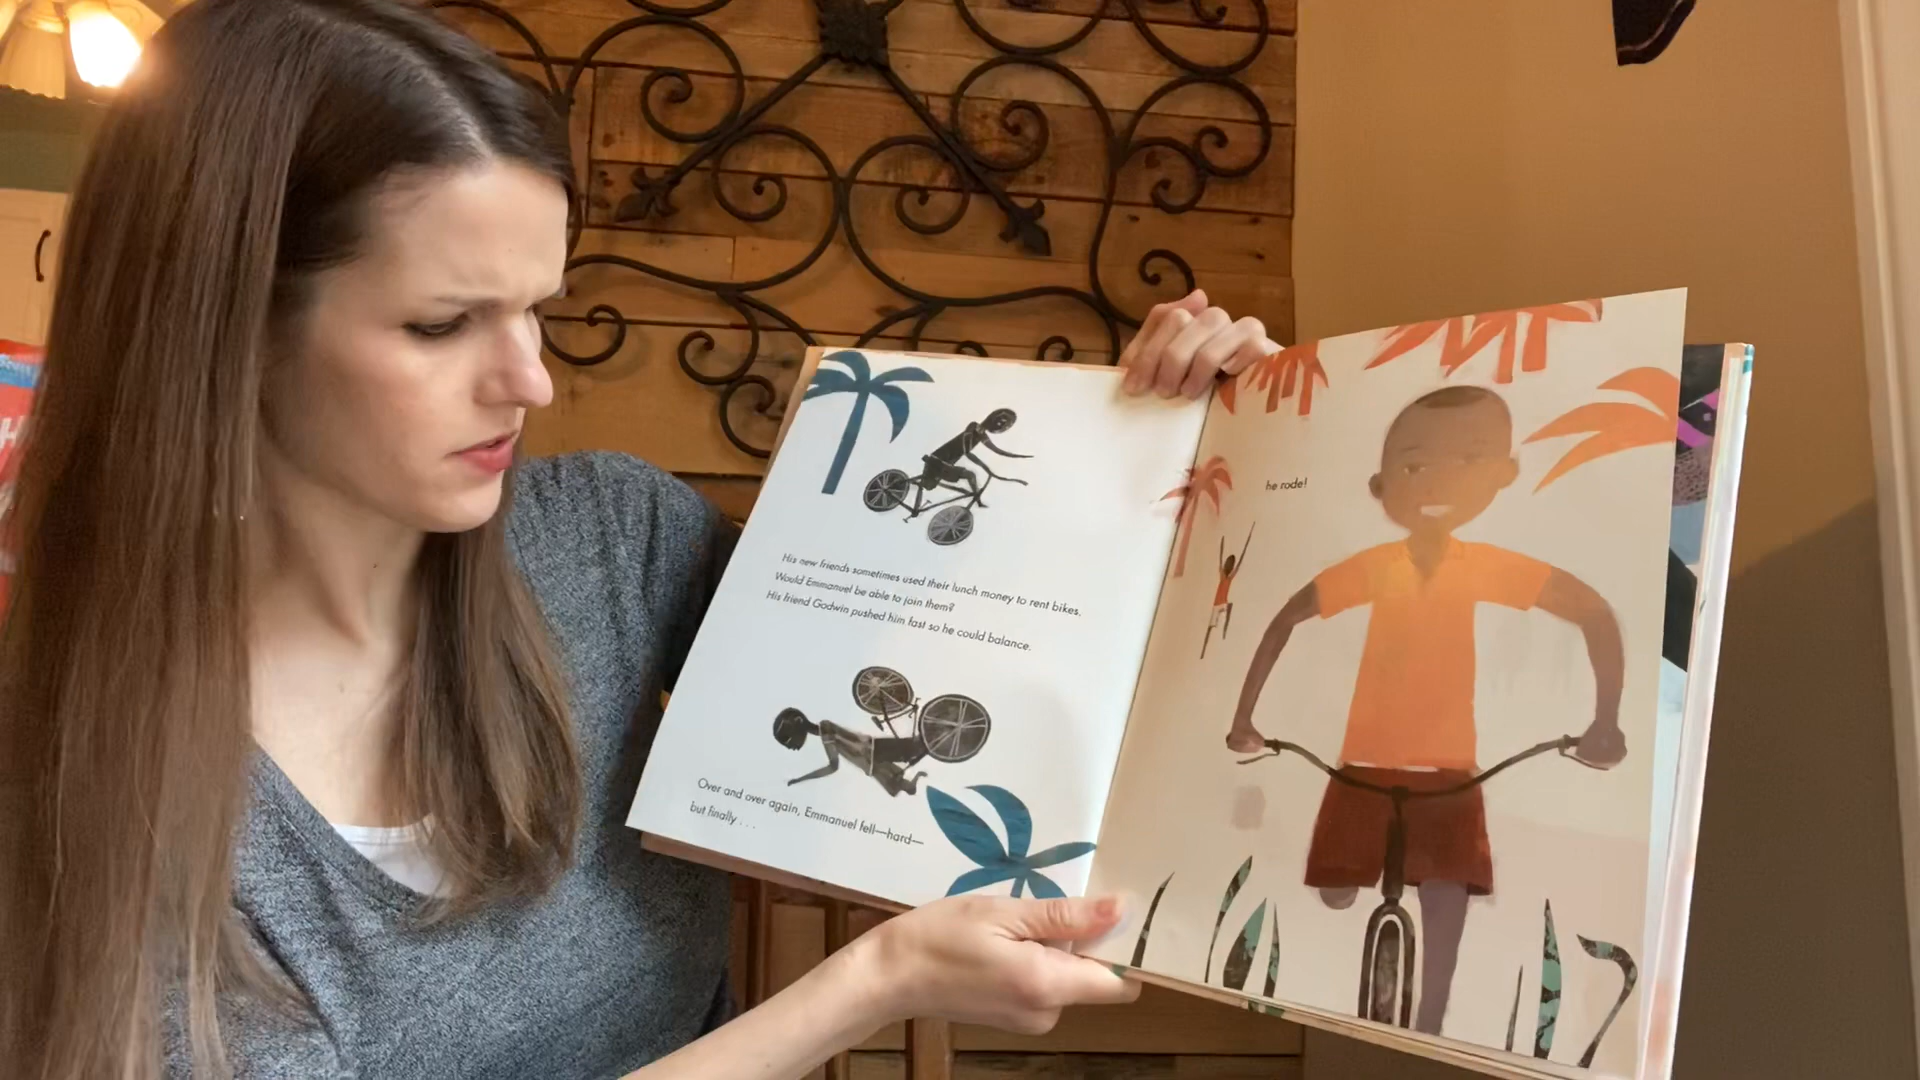 His new friends sometimes used their lunch money to rent bikes.
Would Emmanuel be able to join them?
His friend Godwin pushed him fast so he could balance.
Over and over again, Emmanuel fell—hard—
but finally . . .
he rode!